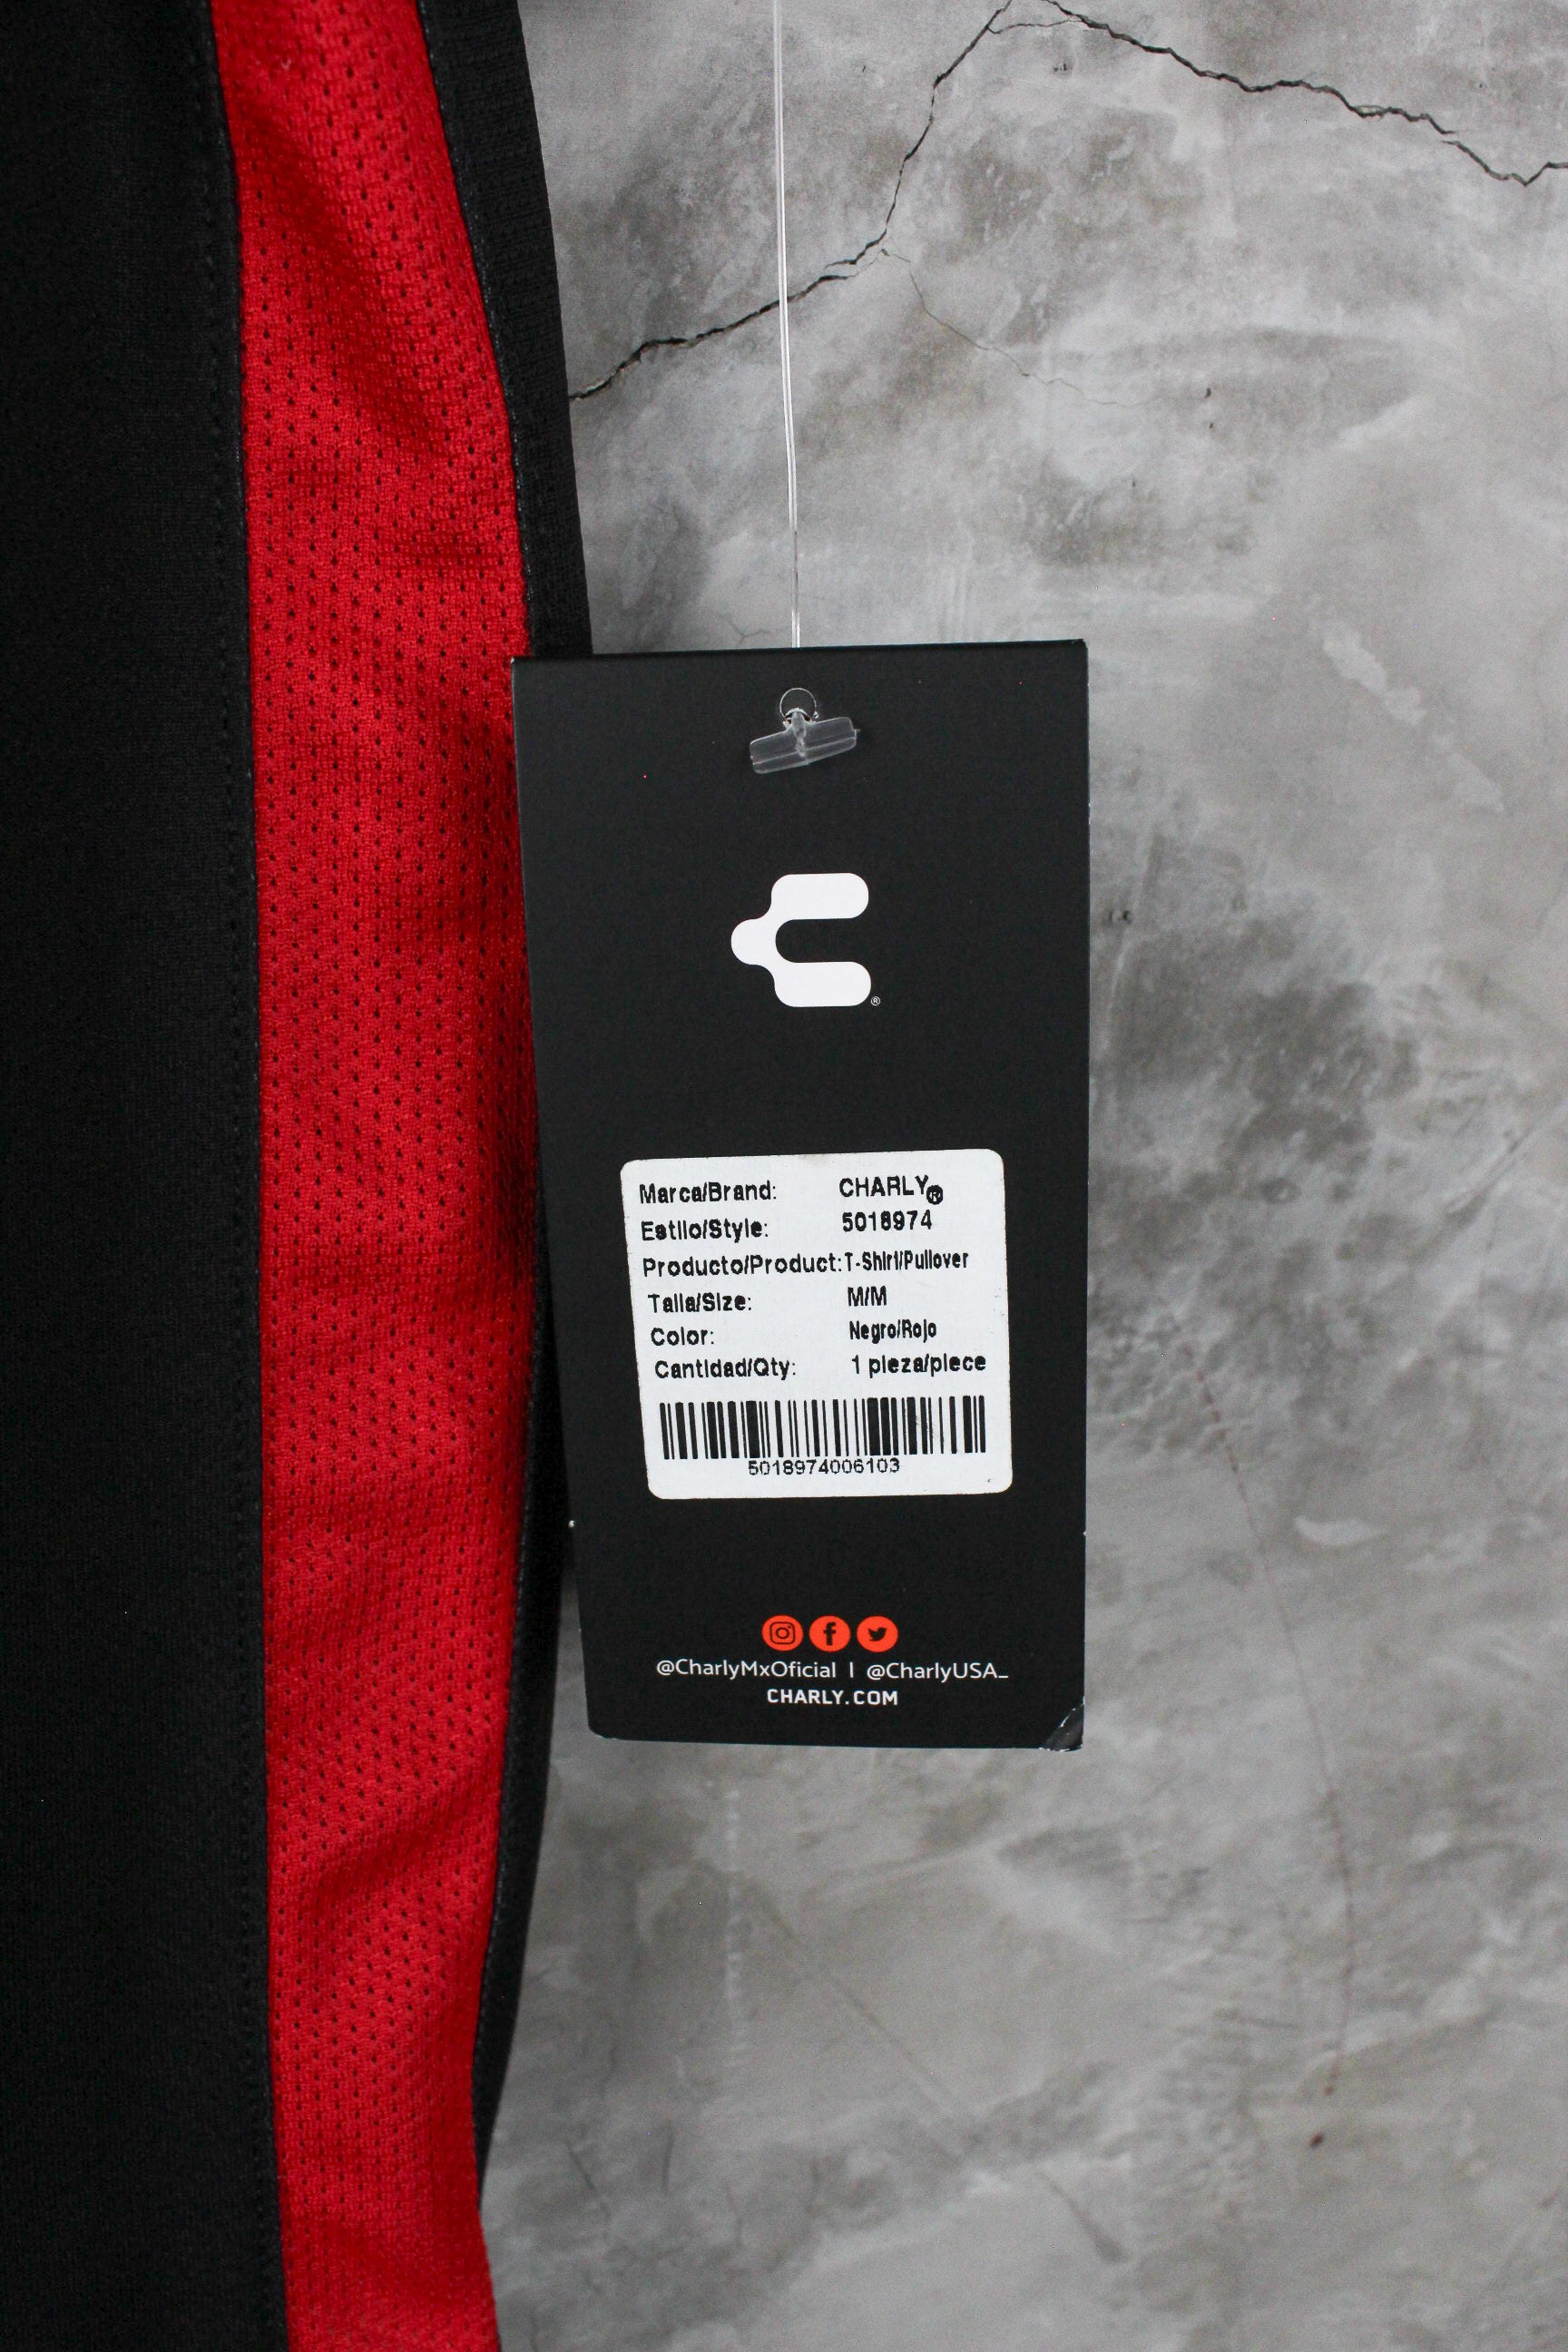 ®
Marca/Brand: CHARLY®
Estilo/Style: 5018974
Producto/Product: T-Shirt/Pullover
Talla/Size: M/M
Color: Negro/Rojo
Cantidad/Qty: 1 pieza/piece
5018974006103
@CharlyMxOficial | @CharlyUSA_
CHARLY.COM